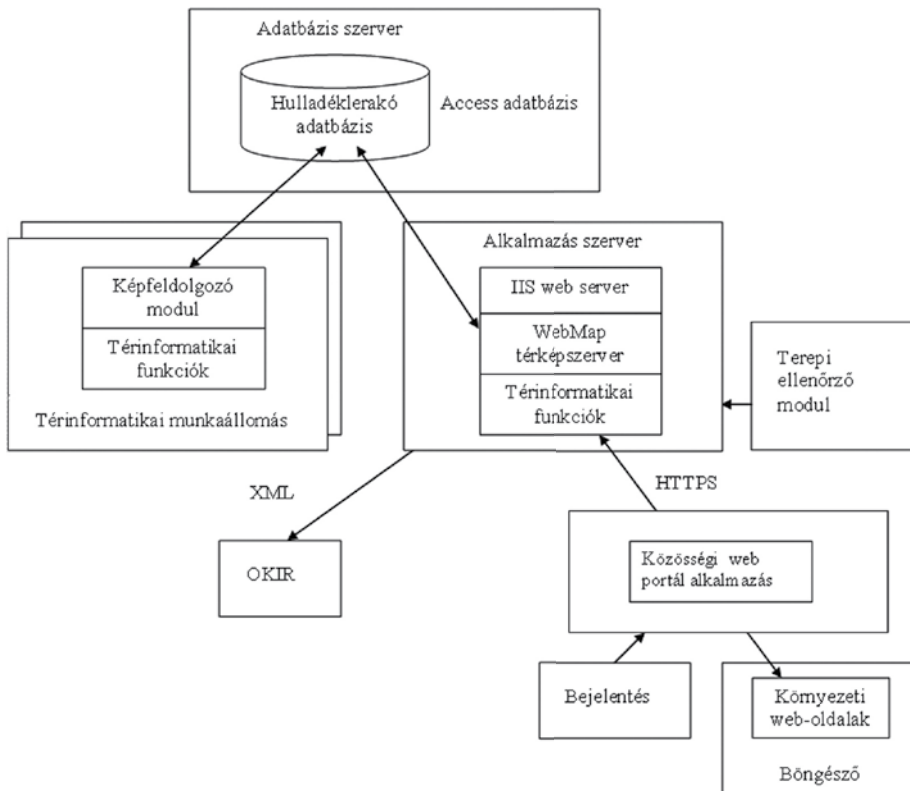 Adatbázis szerver
Hulladéklerakó
adatbázis
Access adatbázis
Képfeldolgozó
modul
Térinformatikai
funkciók
Térinformatikai munkaállomás
Alkalmazás szerver
IIS web server
WebMap
térképszerver
Térinformatikai
funkciók
Terepi
ellenőrző
modul
XML
HTTPS
OKIR
Közösségi web
portál alkalmazás
Bejelentés
Környezeti
web-oldalak
Böngésző